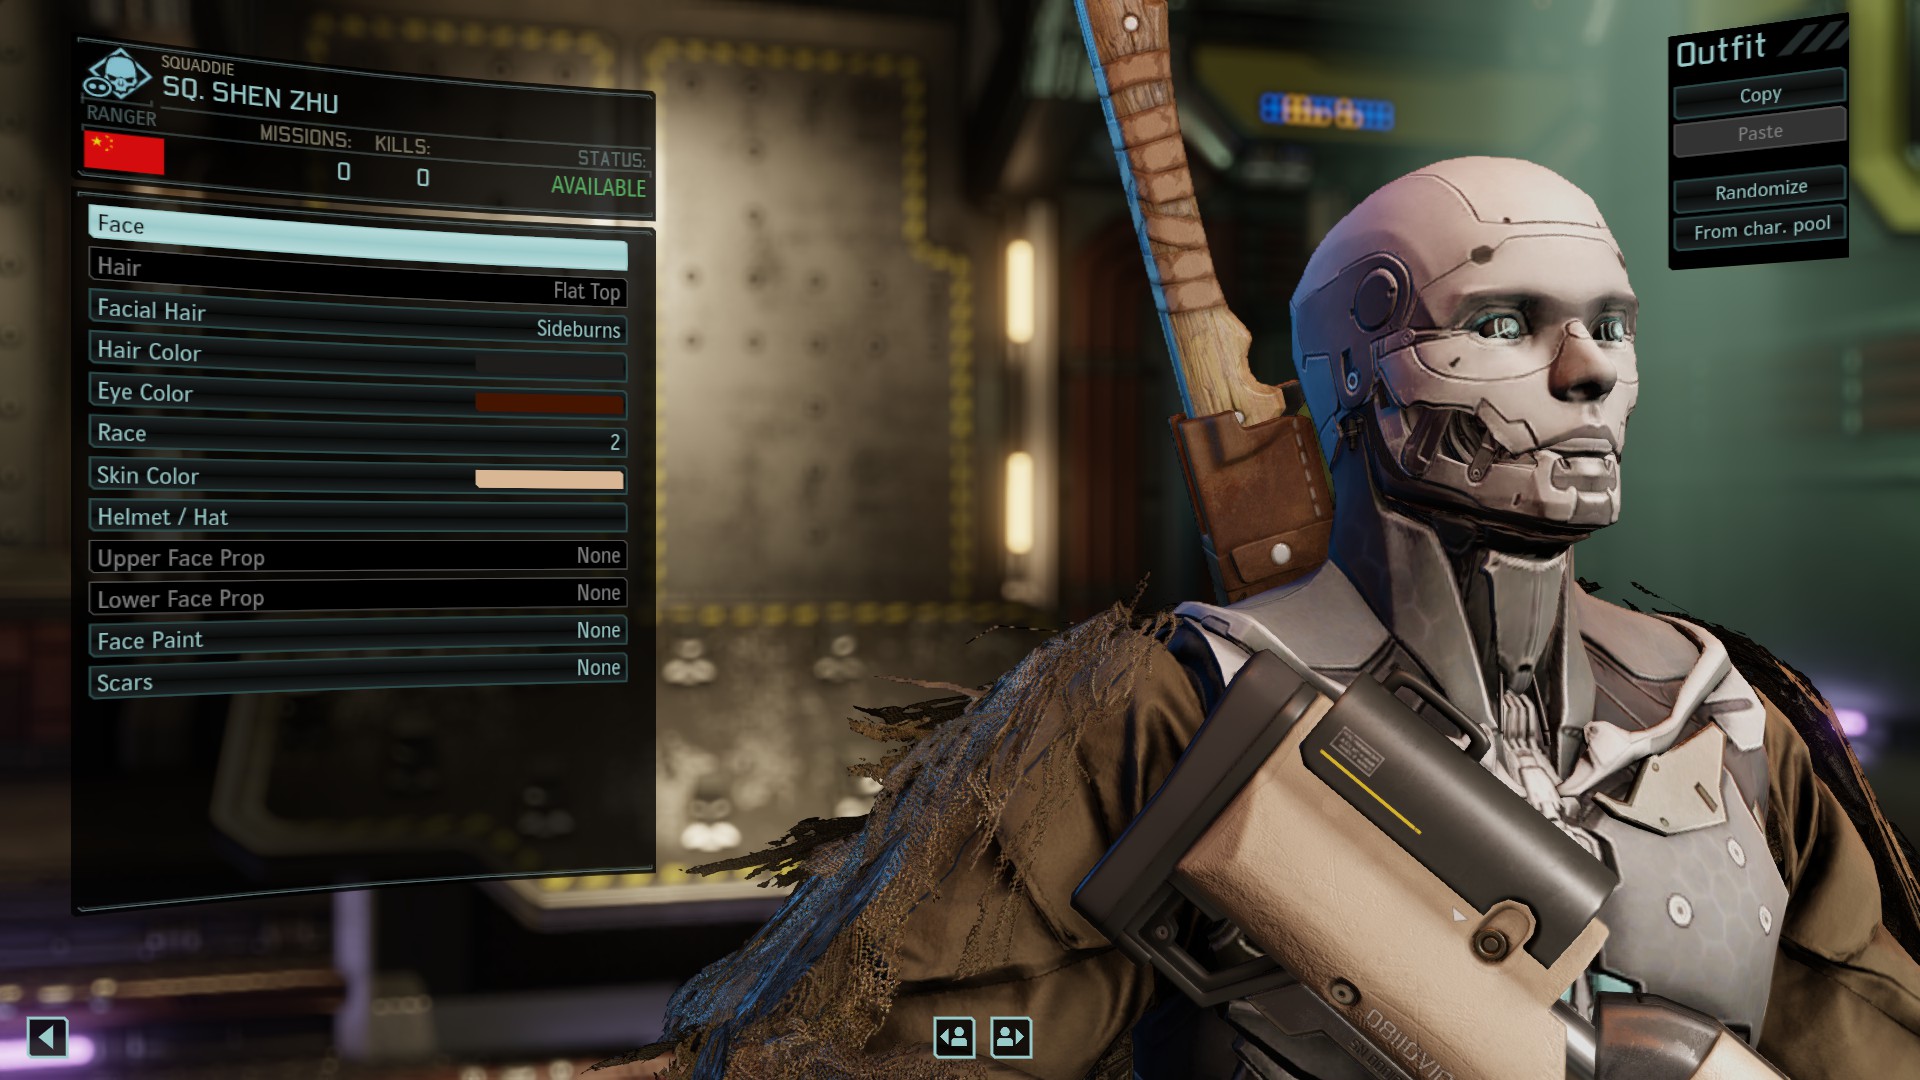 SQUADDIE
SQ. SHEN ZHU
RANGER
MISSIONS: KILLS: STATUS:
0 0 AVAILABLE
Face
Hair Flat Top
Facial Hair Sideburns
Hair Color
Eye Color
Race 2
Skin Color
Helmet / Hat
Upper Face Prop None
Lower Face Prop None
Face Paint None
Scars None
Outfit
Copy
Paste
Randomize
From char. pool